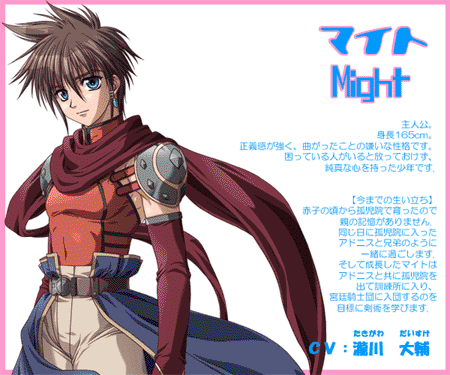 マイト
Might
主人公。
身長165cm。
正義感が強く、曲がったことの嫌いな性格です。
困っている人がいると放っておけず、
純真な心を持った少年です。
【今までの生い立ち】
赤子の頃から孤児院で育ったので
親の記憶がありません。
同じ日に孤児院に入った
アドニスと兄弟のように
一緒に過ごします。
そして成長したマイトは
アドニスと共に孤児院を
出て訓練所に入り、
宮廷騎士団に入団するのを
目標に剣術を学びます。
たきがわ だいすけ
CV：瀧川 大輔